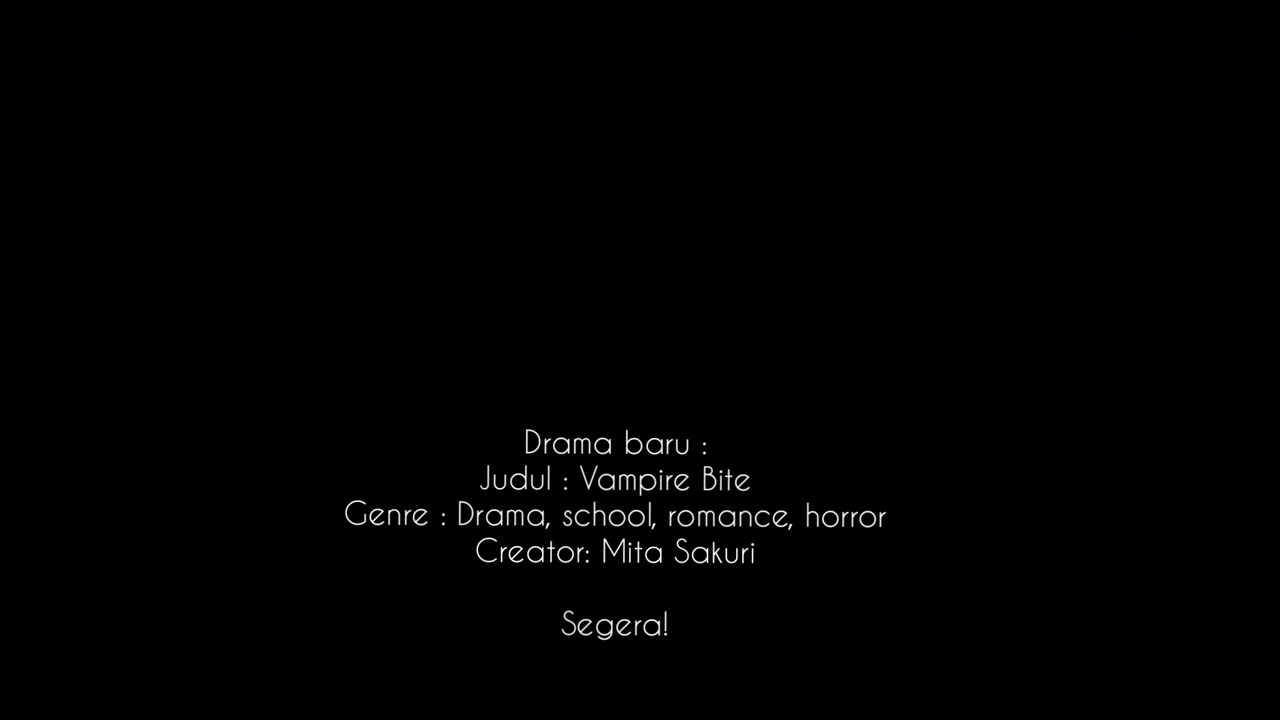 Drama baru :
Judul : Vampire Bite
Genre : Drama, school, romance, horror
Creator: Mita Sakuri
Segera!